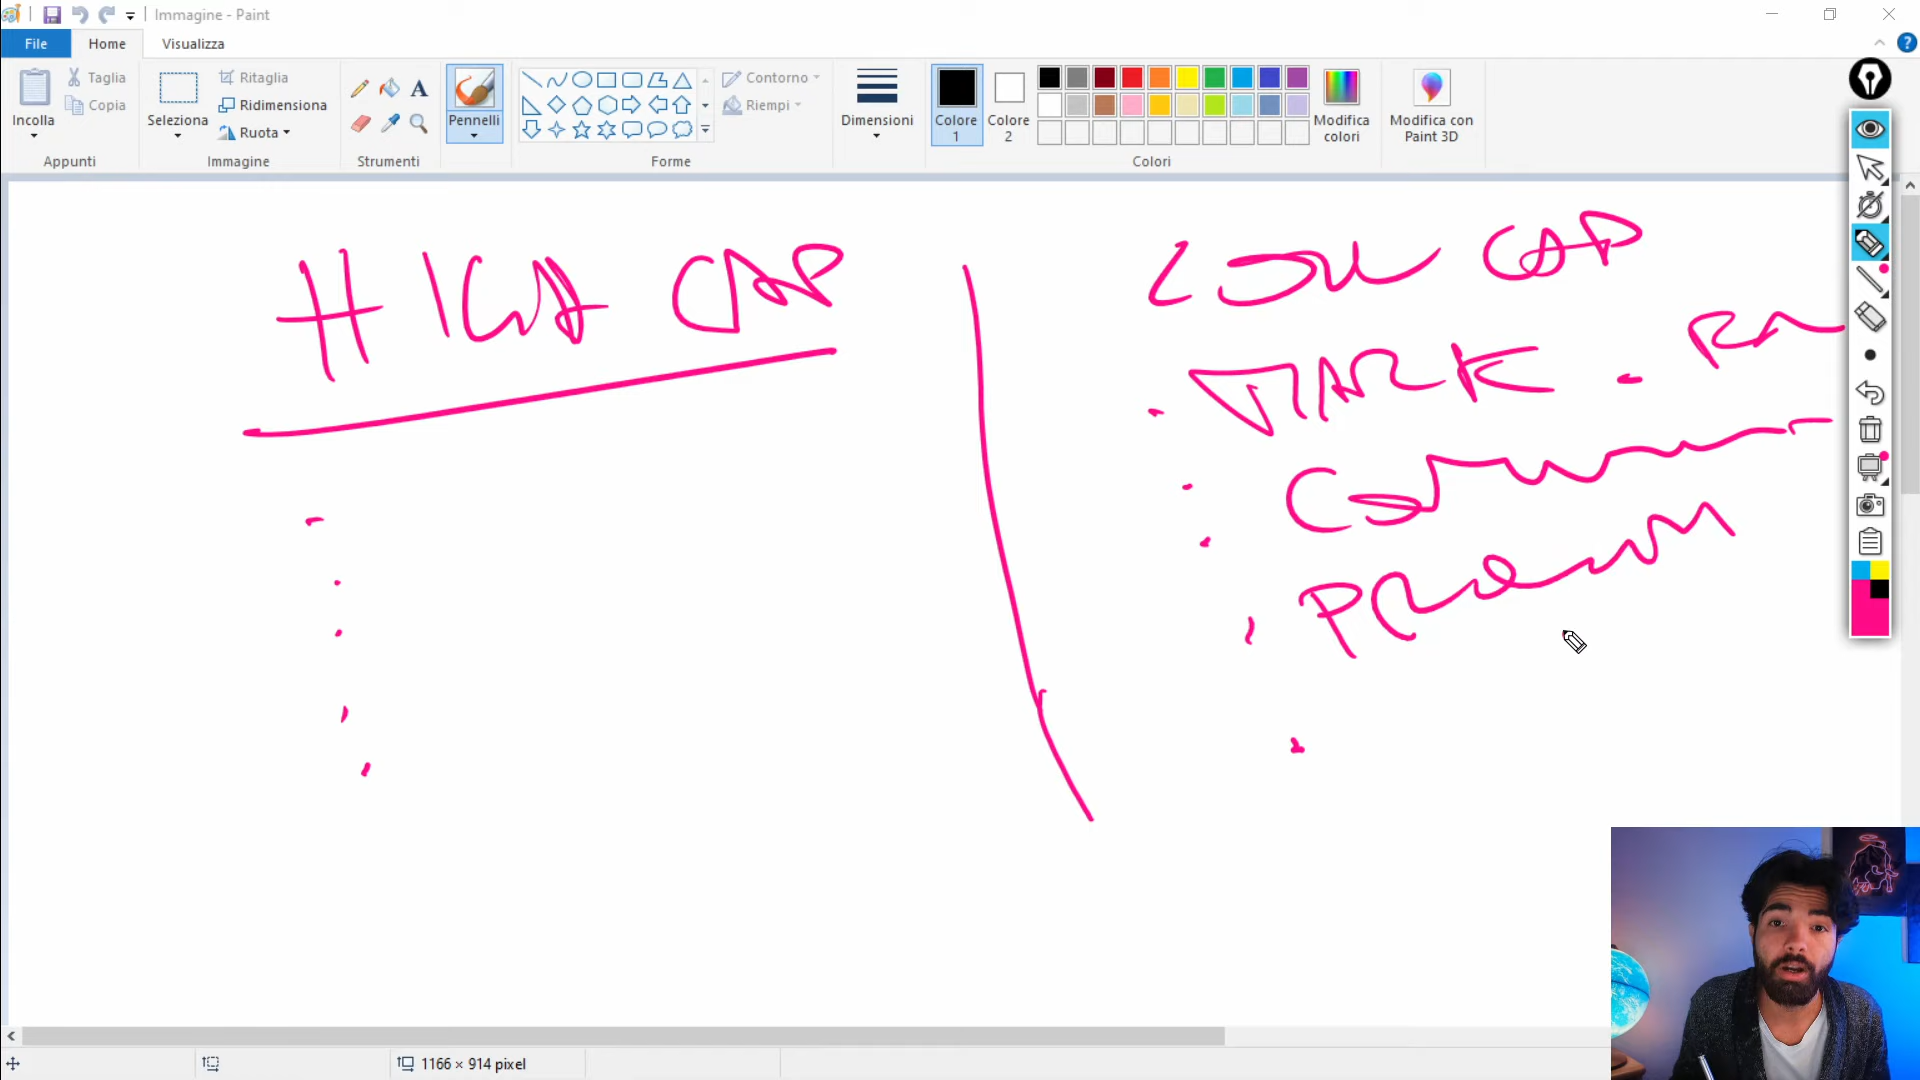 Immagine - Paint
File Home Visualizza
Incolla
Taglia
Copia
Appunti
Seleziona
Ritaglia
Ridimensiona
Ruota
Immagine
A
Strumenti
Pennelli
Contorno
Riempi
Forme
Dimensioni
Colore 1
Colore 2
Modifica colori
Colori
Modifica con Paint 3D
HIGH CAP
LOW CAP
MARK
1166 × 914 pixel